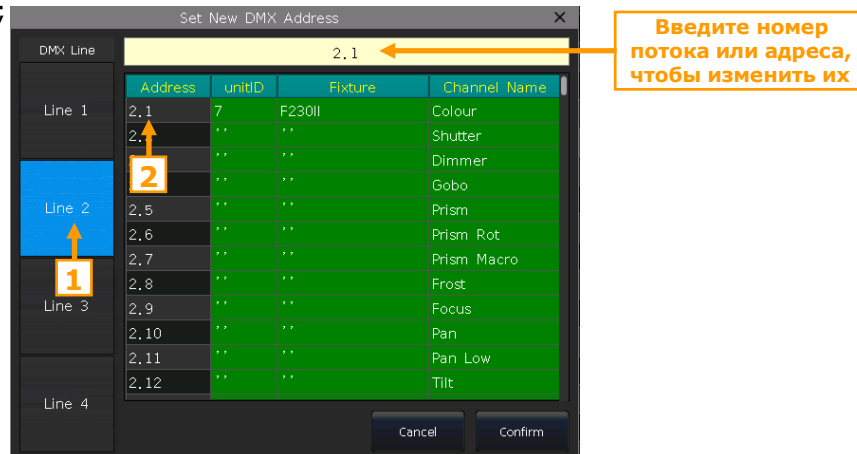 ;
Set New DMX Address ×
DMX Line
2.1
Введите номер
потока или адреса,
чтобы изменить их
Line 1
Line 2
Line 3
Line 4
Address unitID Fixture Channel Name
2.1 7 F230II Colour
'' '' Shutter
'' '' Dimmer
'' '' Gobo
2.5 '' '' Prism
2.6 '' '' Prism Rot
2.7 '' '' Prism Macro
2.8 '' '' Frost
2.9 '' '' Focus
2.10 '' '' Pan
2.11 '' '' Pan Low
2.12 '' '' Tilt
2
1
Cancel Confirm